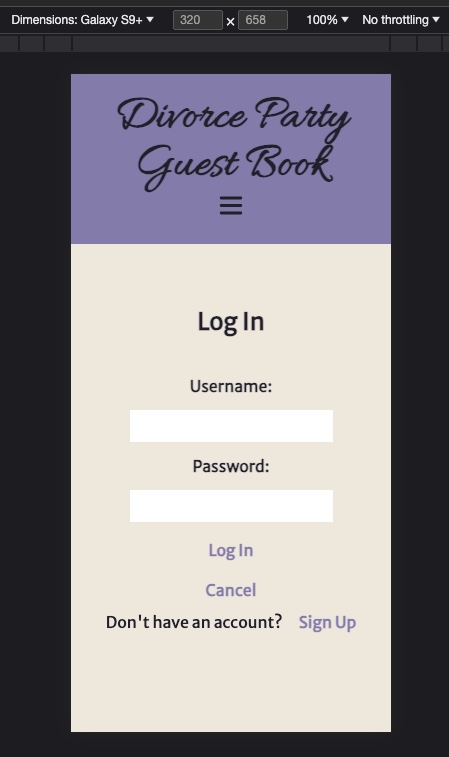 Dimensions: Galaxy S9+ ▼ 320 × 658 100% ▼ No throttling ▼
Divorce Party
Guest Book
Log In
Username:
Password:
Log In
Cancel
Don't have an account? Sign Up